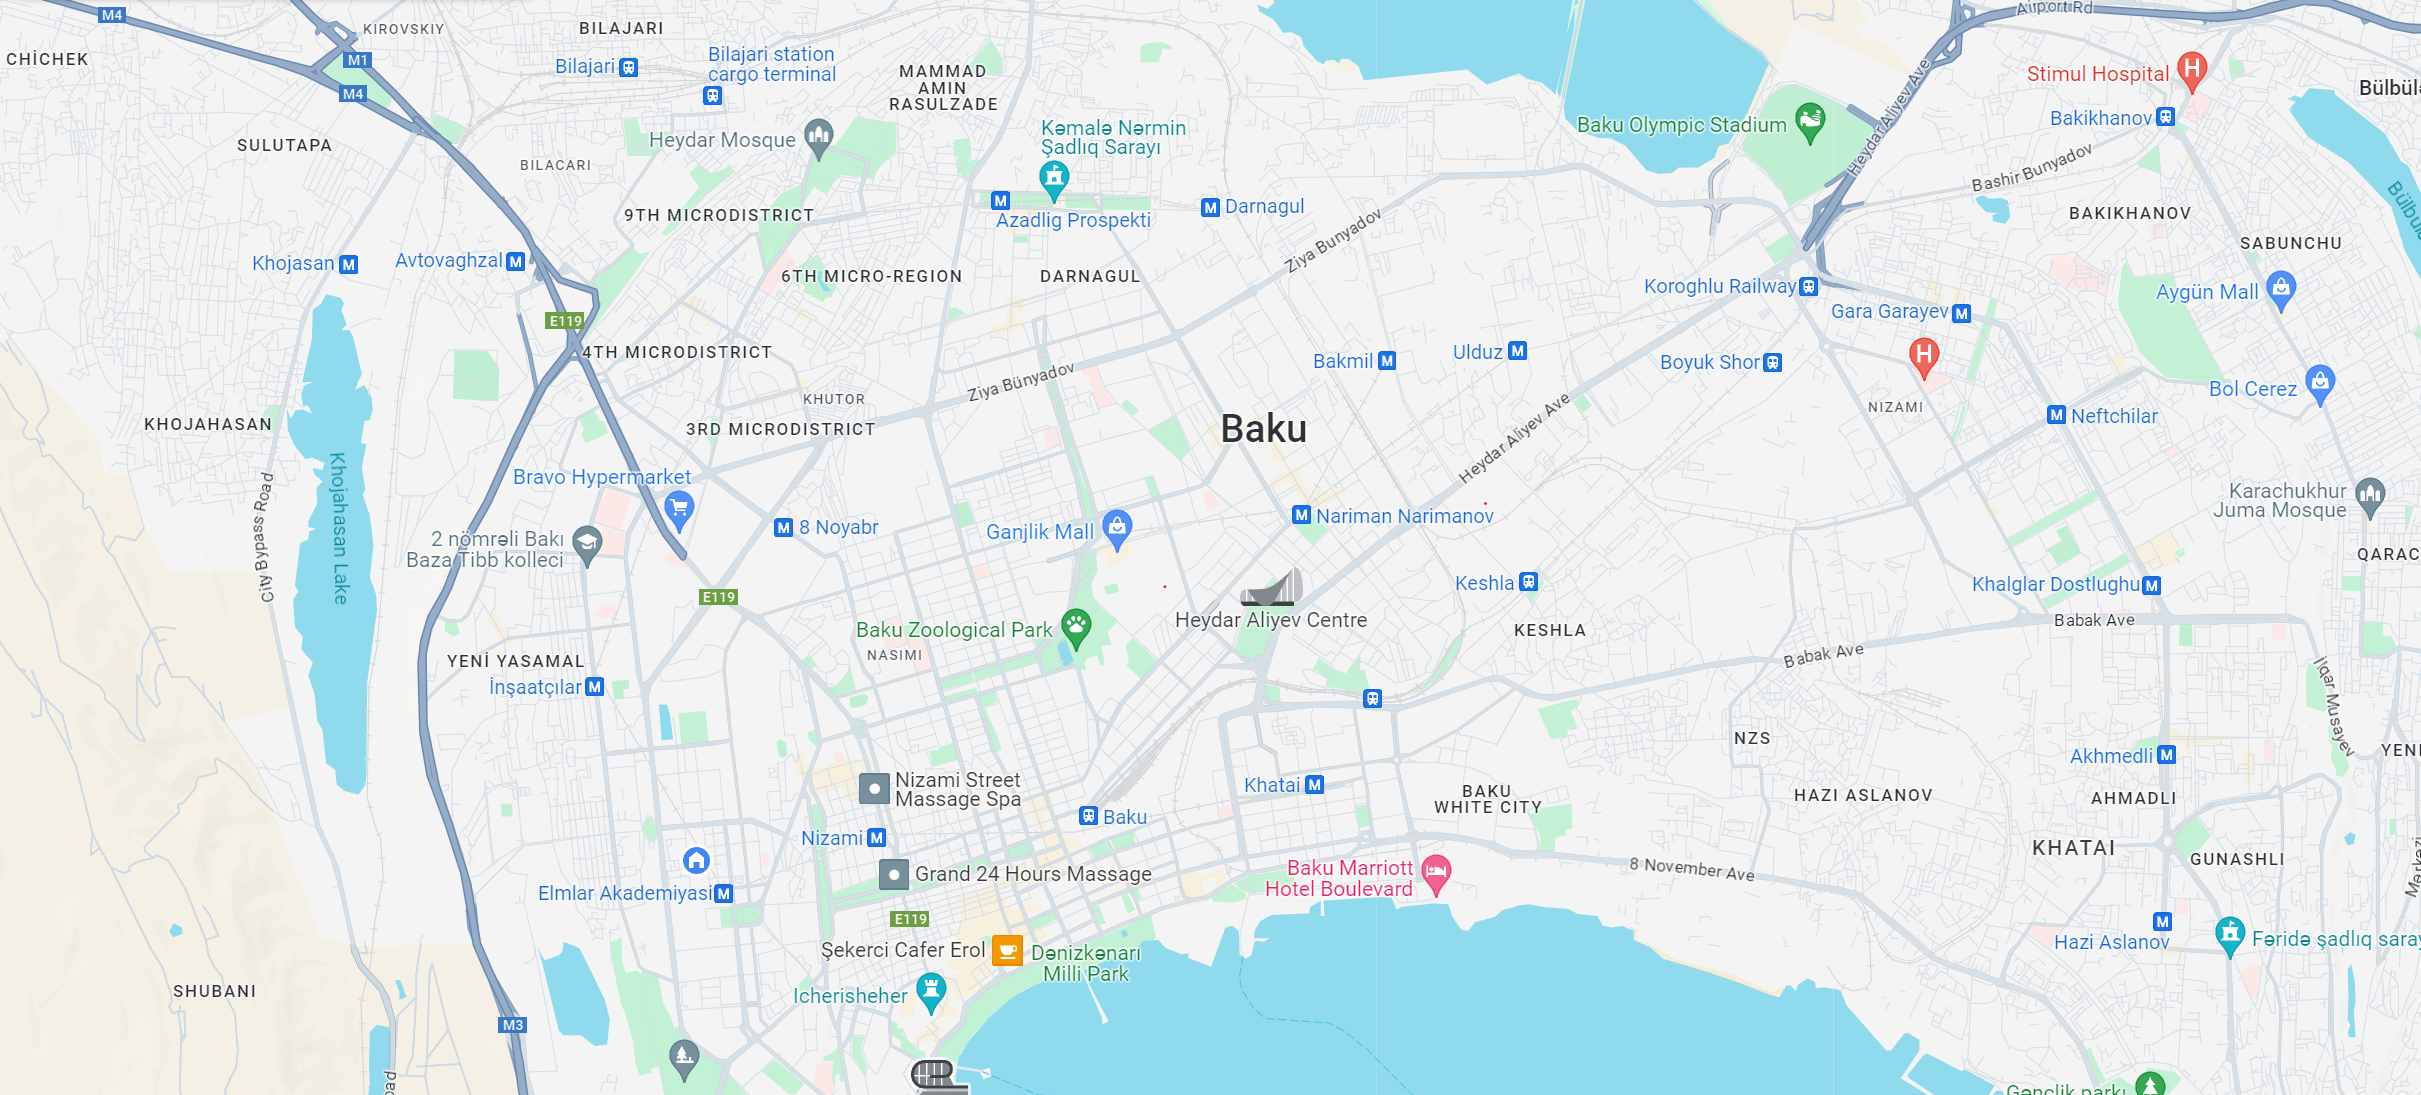 M4
KIROVSKIY
BILAJARI
Airport Rd
CHİCHEK
M1
Bilajari
Bilajari station
cargo terminal
MAMMAD
AMIN
RASULZADE
Stimul Hospital
M4
Bakikhanov
SULUTAPA
Heydar Mosque
BILACARI
Kəmalə Nərmin
Şadlıq Sarayı
Baku Olympic Stadium
Heydar Aliyev Ave
Bashir Bunyadov
9TH MICRODISTRICT
Azadlig Prospekti
Darnagul
Ziya Bunyadov
BAKIKHANOV
SABUNCHU
Khojasan
Avtovaghzal
6TH MICRO-REGION
DARNAGUL
Koroghlu Railway
Gara Garayev
Aygün Mall
E119
4TH MICRODISTRICT
Bakmil
Ulduz
Boyuk Shor
Ziya Bünyadov
KHUTOR
3RD MICRODISTRICT
Baku
Heydar Aliyev Ave
NIZAMI
Neftchilar
Bol Cerez
KHOJAHASAN
Khojahasan Lake
City Bypass Road
Bravo Hypermarket
2 nömrəli Bakı
Baza Tibb kolleci
8 Noyabr
Ganjlik Mall
Nariman Narimanov
Karachukhur
Juma Mosque
QARAC
E119
Heydar Aliyev Centre
Keshla
KESHLA
Khalglar Dostlughu
Babak Ave
Babak Ave
Baku Zoological Park
NASIMI
YENİ YASAMAL
İnşaatçılar
İlqar Musayev
NZS
Akhmedli
YENI
Nizami Street
Massage Spa
Khatai
BAKU
WHITE CITY
HAZI ASLANOV
AHMADLI
Baku
Nizami
KHATAI
GUNASHLI
Grand 24 Hours Massage
Baku Marriott
Hotel Boulevard
8 November Ave
Elmlar Akademiyasi
E119
Şekerci Cafer Erol
Dənizkənarı
Milli Park
Hazi Aslanov
Fəridə şadlıq saray
SHUBANI
Icherisheher
M3
Gənclik parkı